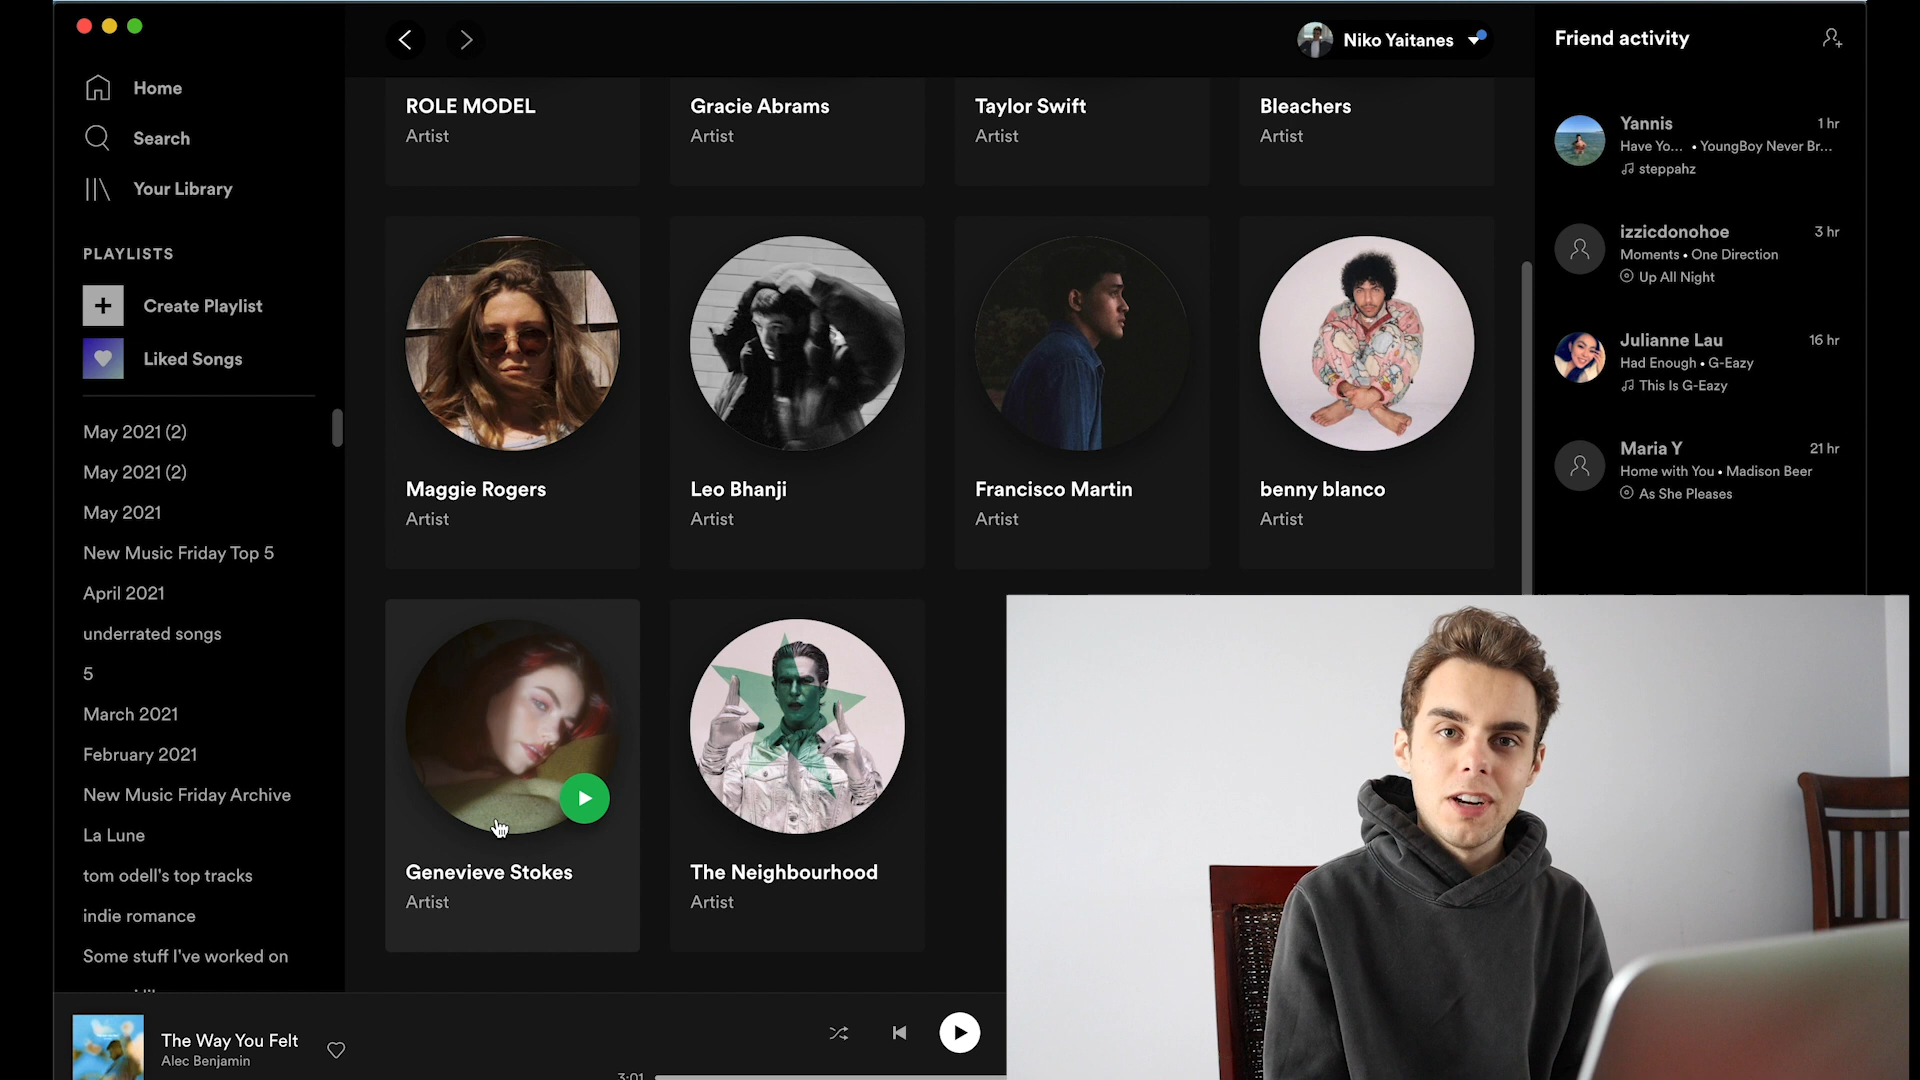 Home
Search
Your Library
PLAYLISTS
Create Playlist
Liked Songs
May 2021 (2)
May 2021 (2)
May 2021
New Music Friday Top 5
April 2021
underrated songs
5
March 2021
February 2021
New Music Friday Archive
La Lune
tom odell's top tracks
indie romance
Some stuff I've worked on
Niko Yaitanes
ROLE MODEL
Artist
Gracie Abrams
Artist
Taylor Swift
Artist
Bleachers
Artist
Maggie Rogers
Artist
Leo Bhanji
Artist
Francisco Martin
Artist
benny blanco
Artist
Genevieve Stokes
Artist
The Neighbourhood
Artist
Friend activity
Yannis 1 hr
Have Yo... • YoungBoy Never Br...
steppahz
izzicdonohoe 3 hr
Moments • One Direction
Up All Night
Julianne Lau 16 hr
Had Enough • G-Eazy
This Is G-Eazy
Maria Y 21 hr
Home with You • Madison Beer
As She Pleases
The Way You Felt
Alec Benjamin
3:01